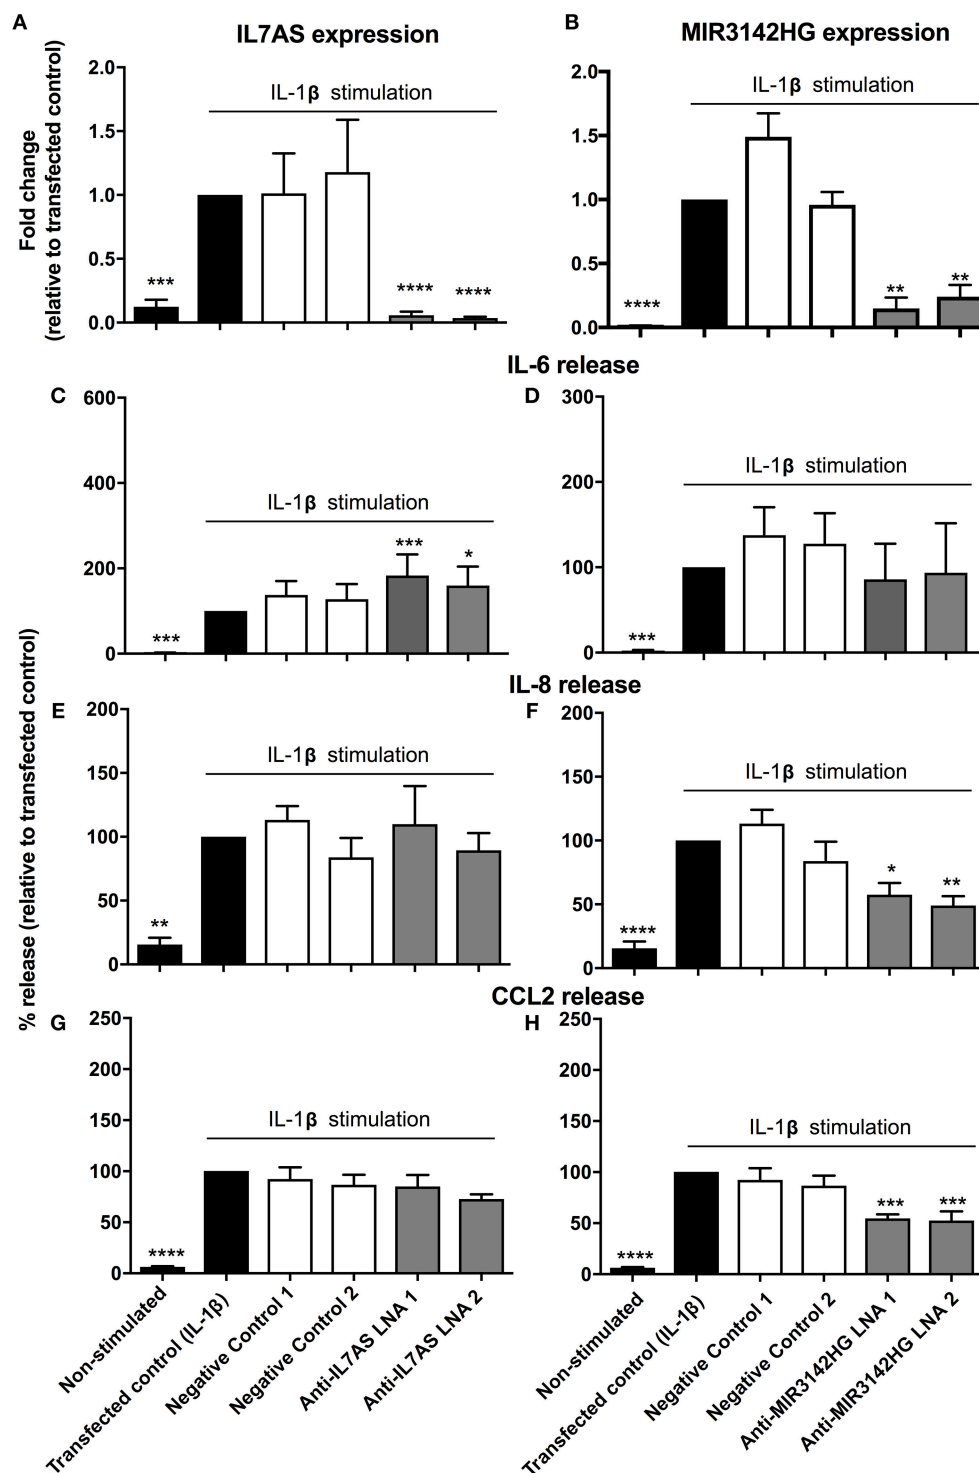 A
IL7AS expression
B
MIR3142HG expression
Fold change
(relative to transfected control)
2.0
1.5
1.0
0.5
0.0
IL-1β stimulation
***
****
****
2.0
1.5
1.0
0.5
0.0
IL-1β stimulation
****
**
**
IL-6 release
C
600
400
200
0
IL-1β stimulation
***
***
*
D
300
200
100
0
IL-1β stimulation
***
% release (relative to transfected control)
IL-8 release
E
200
150
100
50
0
IL-1β stimulation
**
F
200
150
100
50
0
IL-1β stimulation
****
*
**
CCL2 release
G
250
200
150
100
50
0
IL-1β stimulation
****
H
250
200
150
100
50
0
IL-1β stimulation
****
***
***
Non-stimulated
Transfected control (IL-1β)
Negative Control 1
Negative Control 2
Anti-IL7AS LNA 1
Anti-IL7AS LNA 2
Non-stimulated
Transfected control (IL-1β)
Negative Control 1
Negative Control 2
Anti-MIR3142HG LNA 1
Anti-MIR3142HG LNA 2